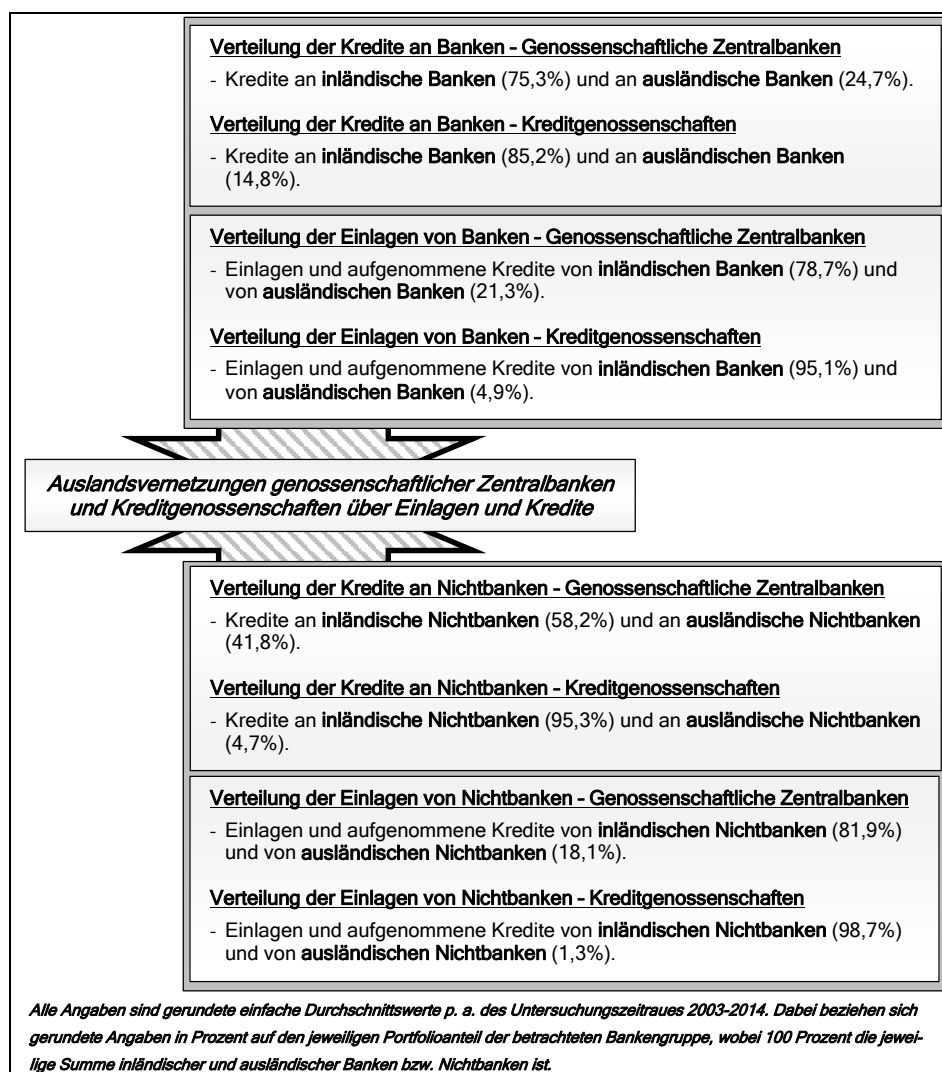 Verteilung der Kredite an Banken – Genossenschaftliche Zentralbanken
- Kredite an inländische Banken (75,3%) und an ausländische Banken (24,7%).
Verteilung der Kredite an Banken – Kreditgenossenschaften
- Kredite an inländische Banken (85,2%) und an ausländischen Banken
(14,8%).
Verteilung der Einlagen von Banken – Genossenschaftliche Zentralbanken
- Einlagen und aufgenommene Kredite von inländischen Banken (78,7%) und
von ausländischen Banken (21,3%).
Verteilung der Einlagen von Banken – Kreditgenossenschaften
- Einlagen und aufgenommene Kredite von inländischen Banken (95,1%) und
von ausländischen Banken (4,9%).
Auslandsvernetzungen genossenschaftlicher Zentralbanken
und Kreditgenossenschaften über Einlagen und Kredite
Verteilung der Kredite an Nichtbanken – Genossenschaftliche Zentralbanken
- Kredite an inländische Nichtbanken (58,2%) und an ausländische Nichtbanken
(41,8%).
Verteilung der Kredite an Nichtbanken – Kreditgenossenschaften
- Kredite an inländische Nichtbanken (95,3%) und an ausländische Nichtbanken
(4,7%).
Verteilung der Einlagen von Nichtbanken – Genossenschaftliche Zentralbanken
- Einlagen und aufgenommene Kredite von inländischen Nichtbanken (81,9%)
und von ausländischen Nichtbanken (18,1%).
Verteilung der Einlagen von Nichtbanken – Kreditgenossenschaften
- Einlagen und aufgenommene Kredite von inländischen Nichtbanken (98,7%)
und von ausländischen Nichtbanken (1,3%).
Alle Angaben sind gerundete einfache Durchschnittswerte p. a. des Untersuchungszeitraues 2003-2014. Dabei beziehen sich
gerundete Angaben in Prozent auf den jeweiligen Portfolioanteil der betrachteten Bankengruppe, wobei 100 Prozent die jewei-
lige Summe inländischer und ausländischer Banken bzw. Nichtbanken ist.